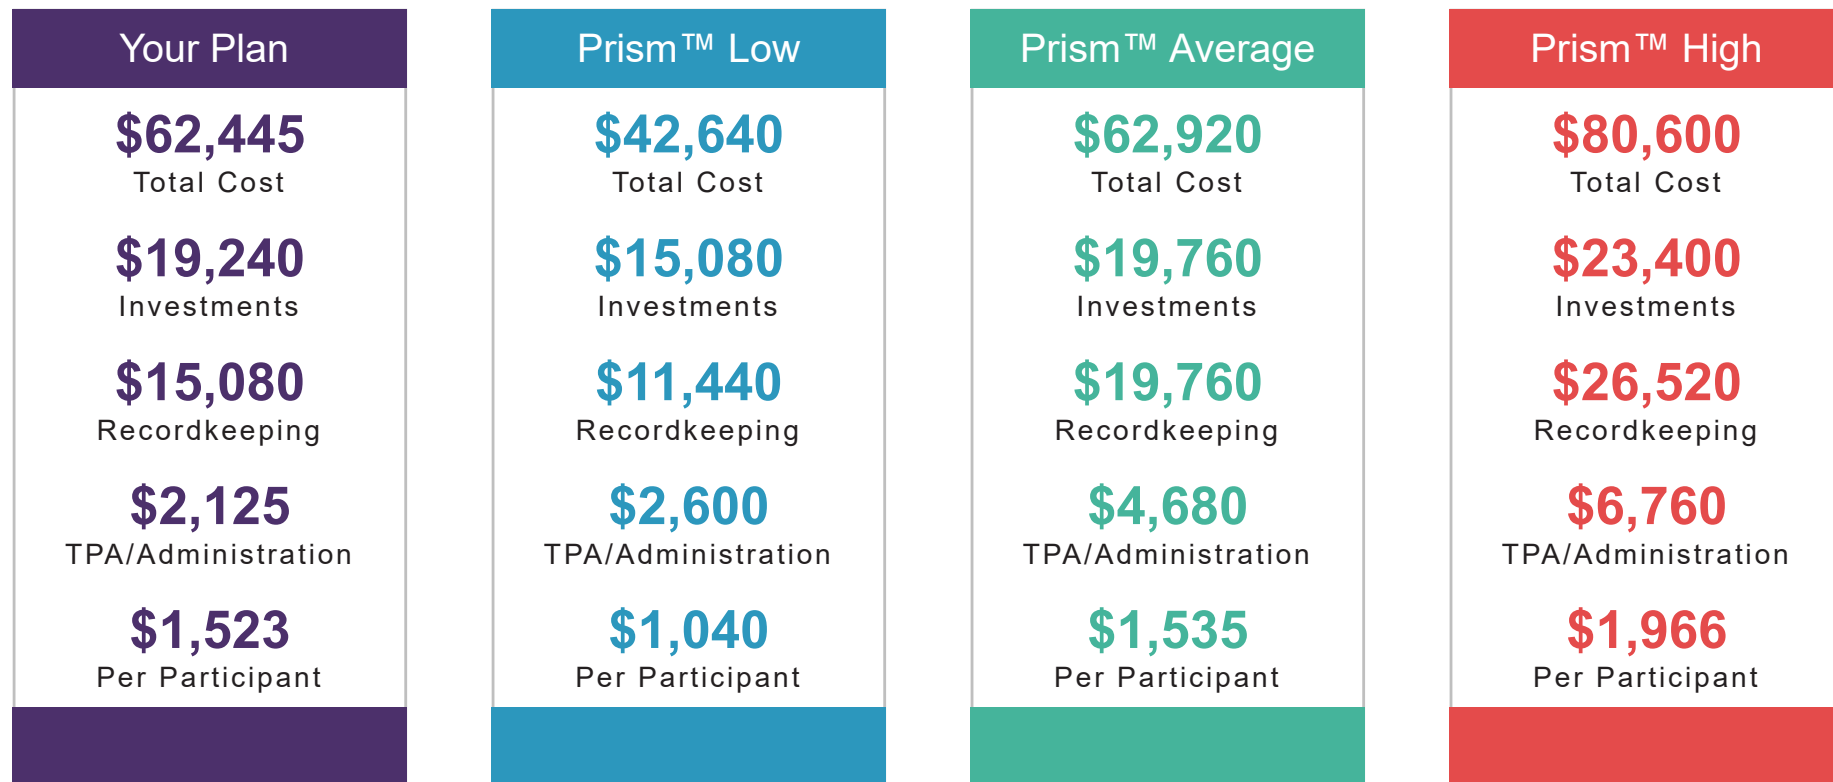 Your Plan
$62,445
Total Cost
$19,240
Investments
$15,080
Recordkeeping
$2,125
TPA/Administration
$1,523
Per Participant
Prism™ Low
$42,640
Total Cost
$15,080
Investments
$11,440
Recordkeeping
$2,600
TPA/Administration
$1,040
Per Participant
Prism™ Average
$62,920
Total Cost
$19,760
Investments
$19,760
Recordkeeping
$4,680
TPA/Administration
$1,535
Per Participant
Prism™ High
$80,600
Total Cost
$23,400
Investments
$26,520
Recordkeeping
$6,760
TPA/Administration
$1,966
Per Participant